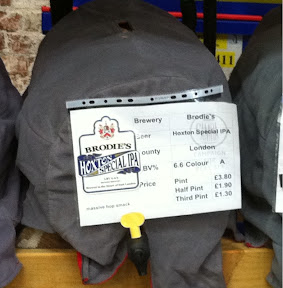 411
BRODIE'S
HOXTON SPECIAL IPA
Brewery Brodie's
Beer Hoxton Special IPA
County London
ABV% 6.6 Colour A
Price Pint £3.80
Half Pint £1.90
Third Pint £1.30
massive hop smack